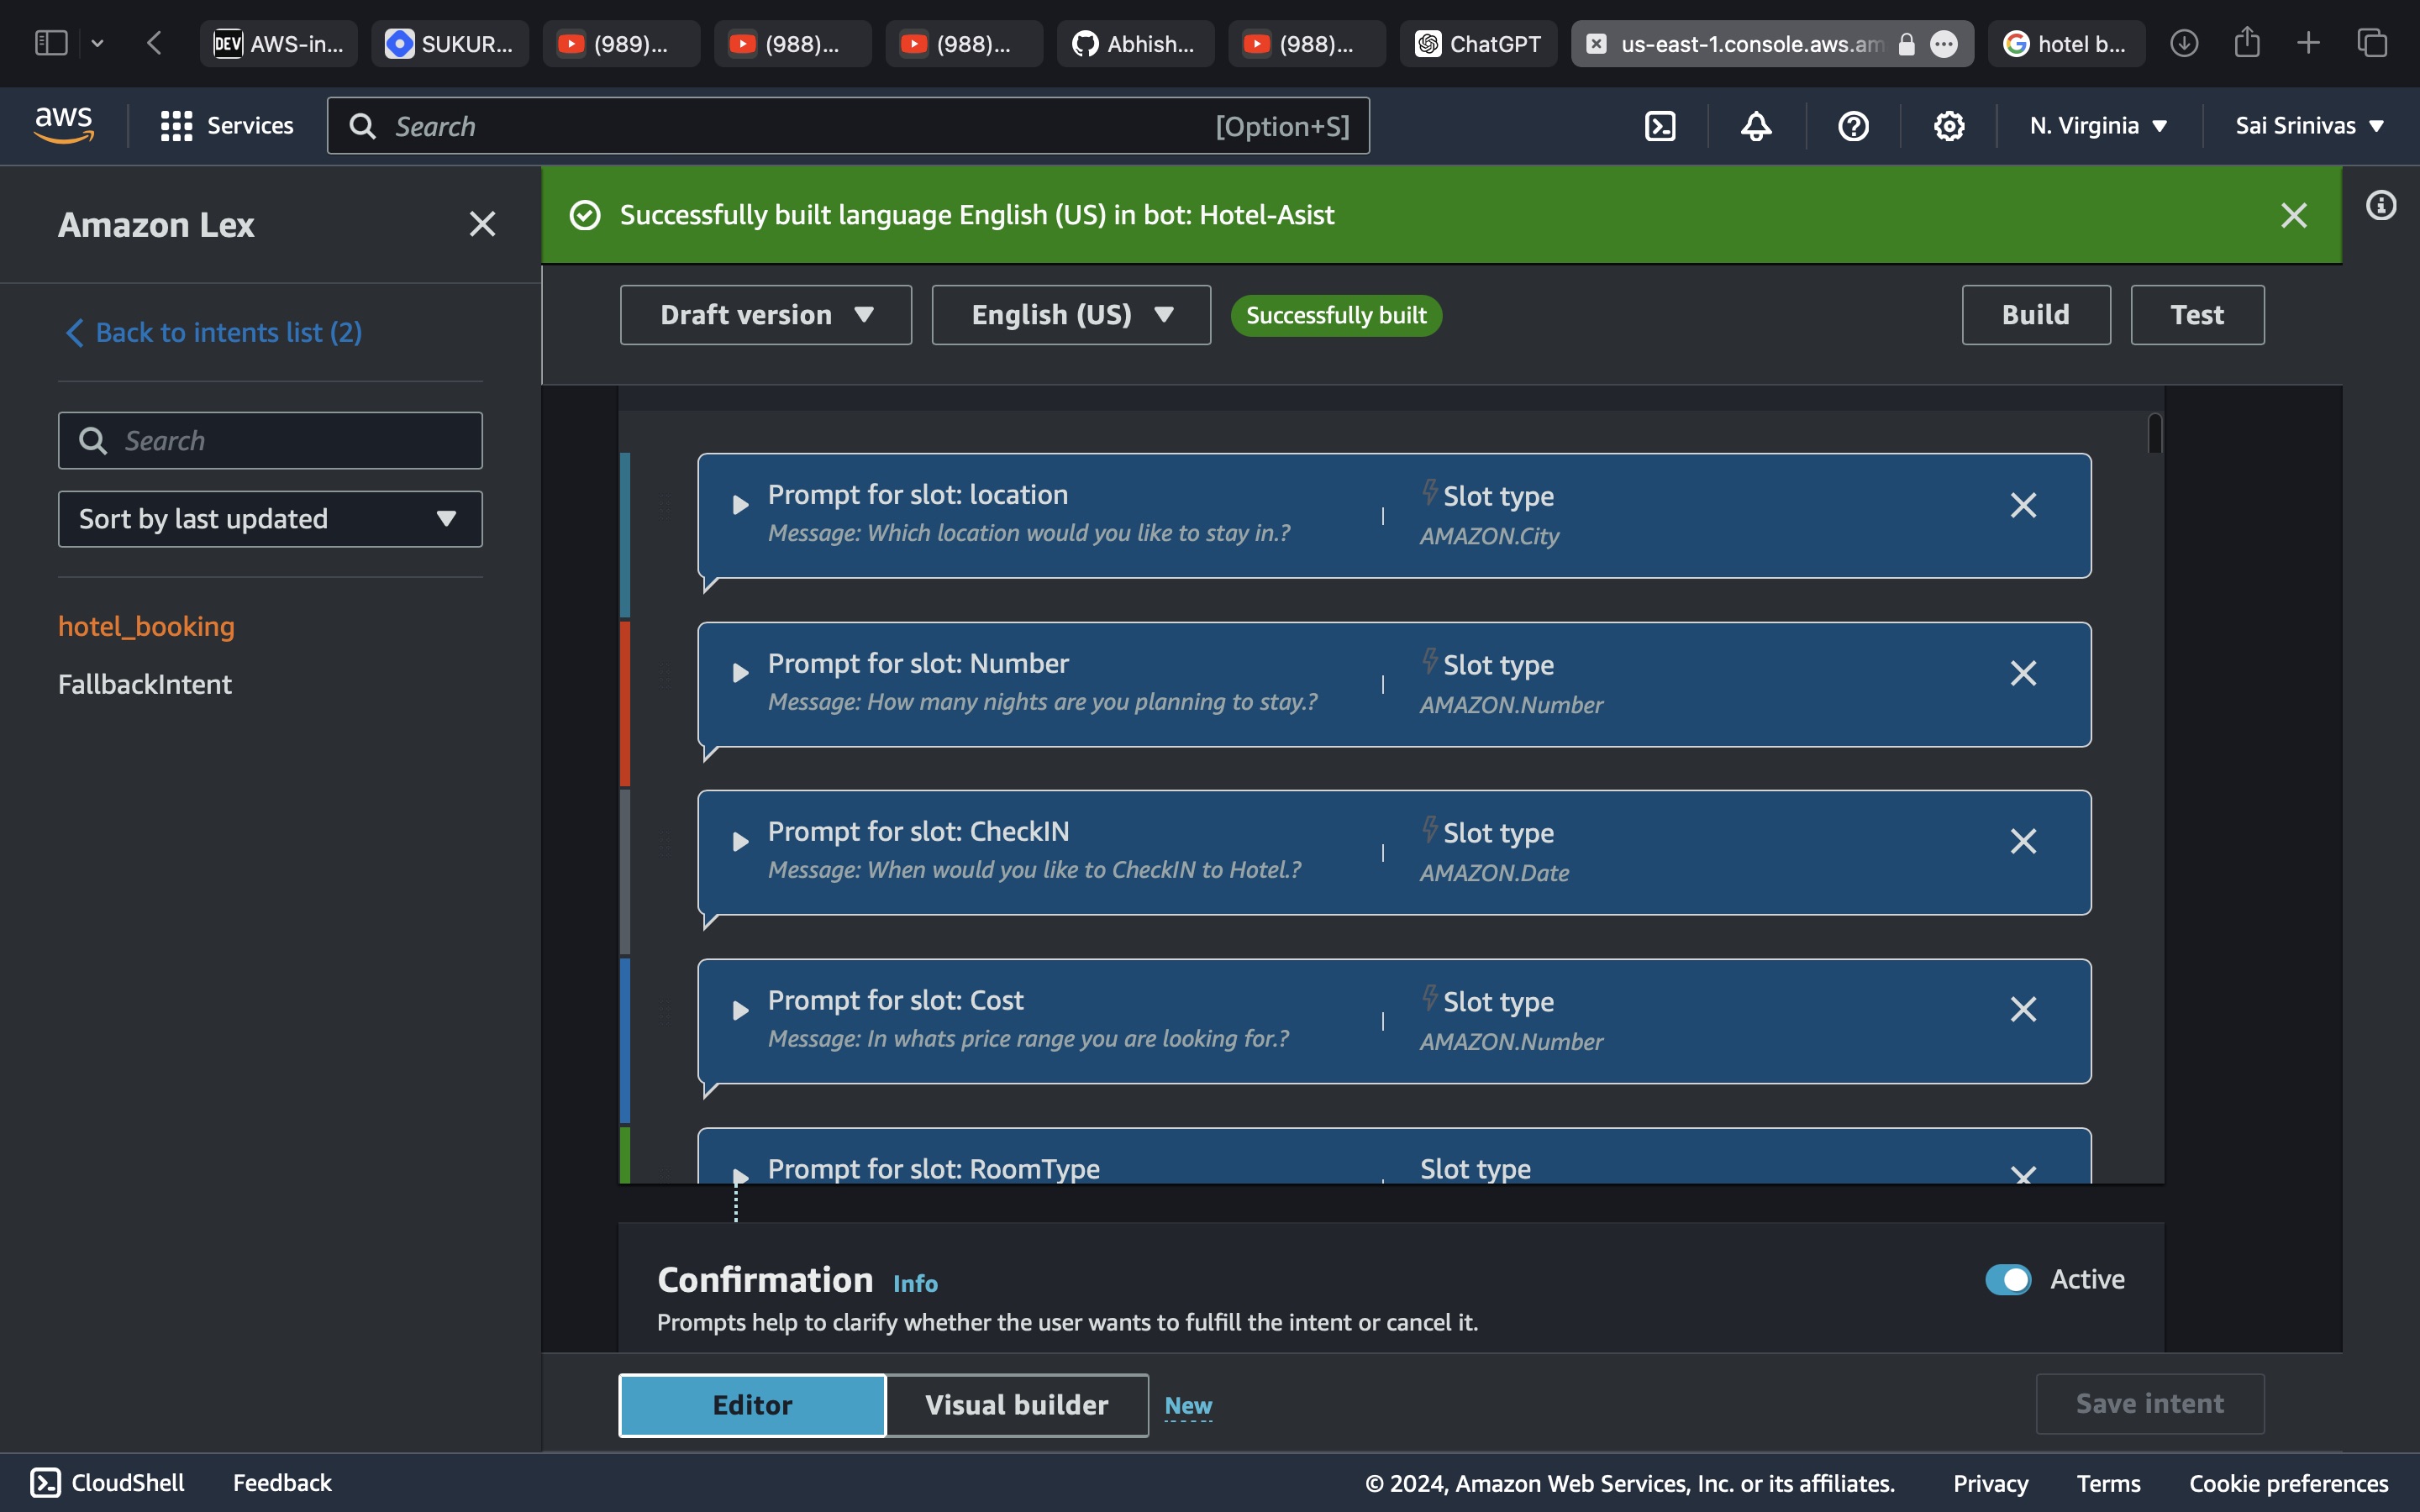 DEV AWS-in...
SUKUR...
(989)...
(988)...
(988)...
Abhish...
(988)...
ChatGPT
us-east-1.console.aws.am
hotel b...
aws
Services
Search
[Option+S]
N. Virginia
Sai Srinivas
Amazon Lex
Back to intents list (2)
Search
Sort by last updated
hotel_booking
FallbackIntent
Successfully built language English (US) in bot: Hotel-Asist
Draft version
English (US)
Successfully built
Build
Test
Prompt for slot: location
Message: Which location would you like to stay in.?
Slot type
AMAZON.City
Prompt for slot: Number
Message: How many nights are you planning to stay.?
Slot type
AMAZON.Number
Prompt for slot: CheckIN
Message: When would you like to CheckIN to Hotel.?
Slot type
AMAZON.Date
Prompt for slot: Cost
Message: In whats price range you are looking for.?
Slot type
AMAZON.Number
Prompt for slot: RoomType
Slot type
Confirmation Info
Active
Prompts help to clarify whether the user wants to fulfill the intent or cancel it.
Editor
Visual builder
New
Save intent
CloudShell
Feedback
© 2024, Amazon Web Services, Inc. or its affiliates.
Privacy
Terms
Cookie preferences